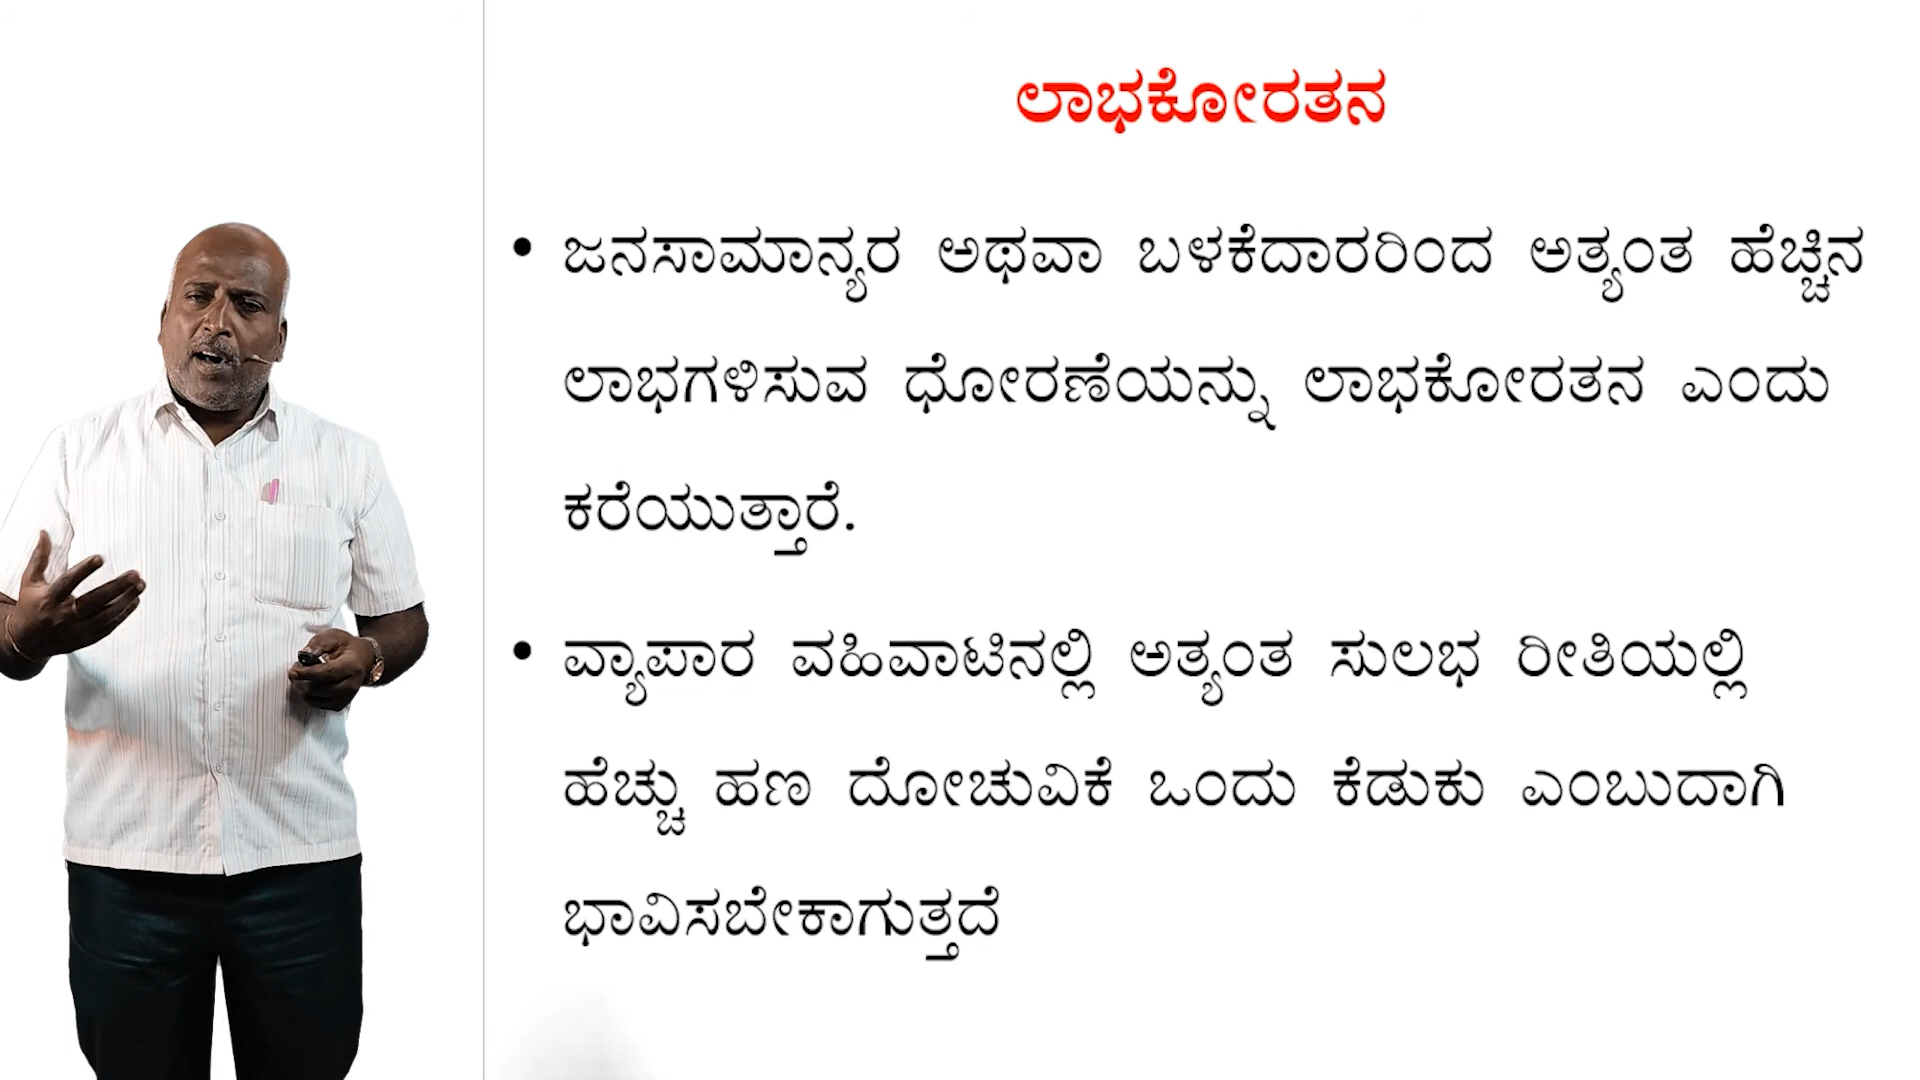 ಲಾಭಕೋರತನ
• ಜನಸಾಮಾನ್ಯರ ಅಥವಾ ಬಳಕೆದಾರರಿಂದ ಅತ್ಯಂತ ಹೆಚ್ಚಿನ
ಲಾಭಗಳಿಸುವ ಧೋರಣೆಯನ್ನು ಲಾಭಕೋರತನ ಎಂದು
ಕರೆಯುತ್ತಾರೆ.
• ವ್ಯಾಪಾರ ವಹಿವಾಟಿನಲ್ಲಿ ಅತ್ಯಂತ ಸುಲಭ ರೀತಿಯಲ್ಲಿ
ಹೆಚ್ಚು ಹಣ ದೋಚುವಿಕೆ ಒಂದು ಕೆಡುಕು ಎಂಬುದಾಗಿ
ಭಾವಿಸಬೇಕಾಗುತ್ತದೆ